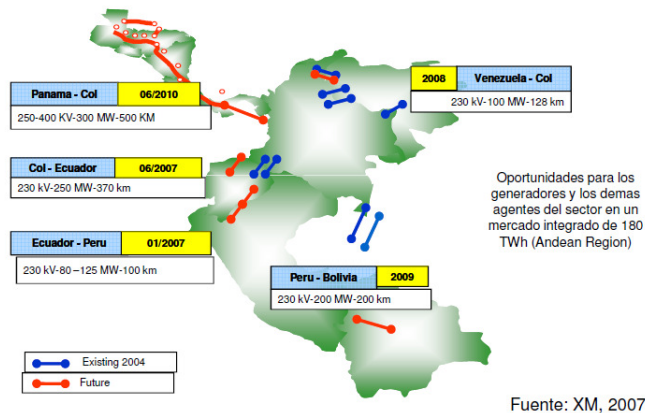 Panama - Col 06/2010
250-400 KV-300 MW-500 KM
2008 Venezuela - Col
230 kV-100 MW-128 km
Col - Ecuador 06/2007
230 kV-250 MW-370 km
Oportunidades para los
generadores y los demas
agentes del sector en un
mercado integrado de 180
TWh (Andean Region)
Ecuador - Peru 01/2007
230 kV-80 –125 MW-100 km
Peru - Bolivia 2009
230 kV-200 MW-200 km
Existing 2004
Future
Fuente: XM, 2007